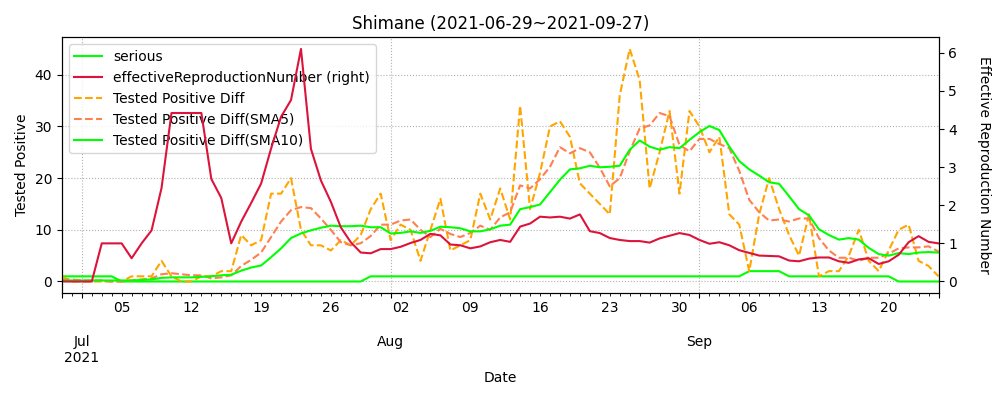 Shimane (2021-06-29~2021-09-27)
serious
effectiveReproductionNumber (right)
Tested Positive Diff
Tested Positive Diff(SMA5)
Tested Positive Diff(SMA10)
Tested Positive
40
30
20
10
0
6
5
4
3
2
1
0
Effective Reproduction Number
05 12 19 26 02 09 16 23 30 06 13 20
Jul Aug Sep
2021
Date